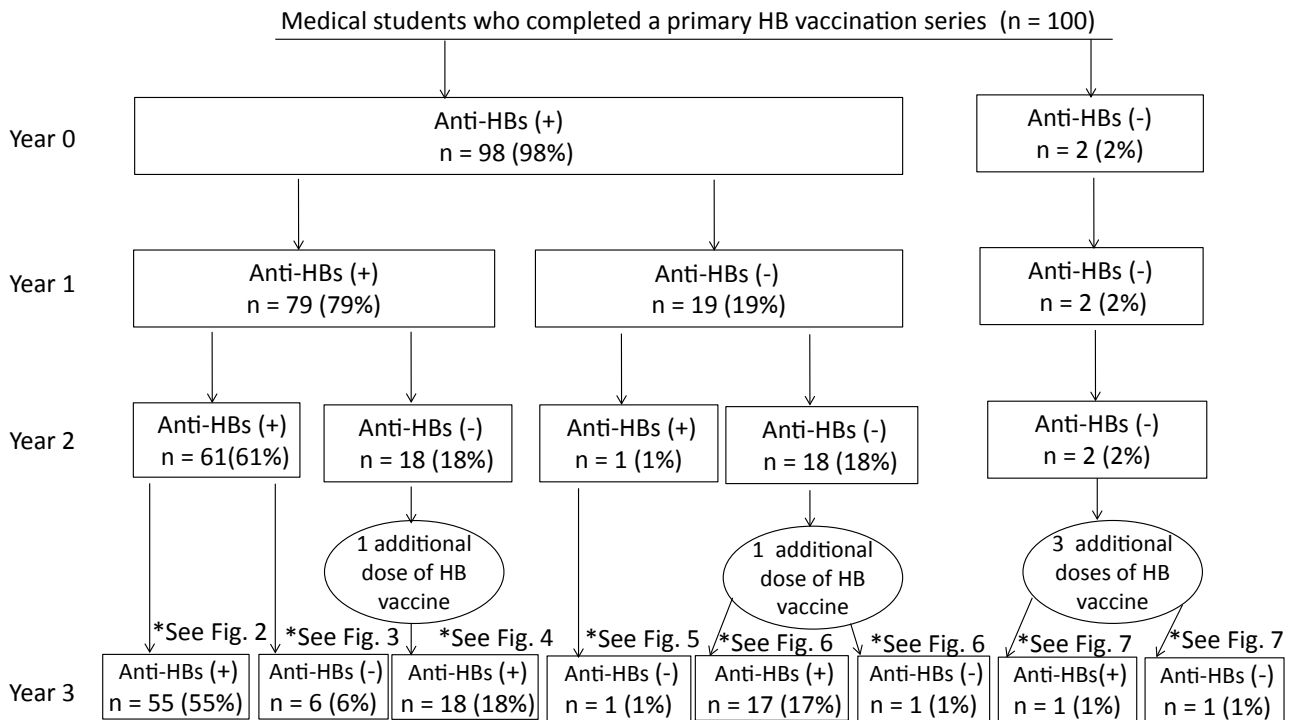 Medical students who completed a primary HB vaccination series (n = 100)
Year 0
Anti-HBs (+)
n = 98 (98%)
Anti-HBs (-)
n = 2 (2%)
Year 1
Anti-HBs (+)
n = 79 (79%)
Anti-HBs (-)
n = 19 (19%)
Anti-HBs (-)
n = 2 (2%)
Year 2
Anti-HBs (+)
n = 61(61%)
Anti-HBs (-)
n = 18 (18%)
Anti-HBs (+)
n = 1 (1%)
Anti-HBs (-)
n = 18 (18%)
Anti-HBs (-)
n = 2 (2%)
1 additional
dose of HB
vaccine
1 additional
dose of HB
vaccine
3 additional
doses of HB
vaccine
*See Fig. 2
*See Fig. 3
*See Fig. 4
*See Fig. 5
*See Fig. 6
*See Fig. 6
*See Fig. 7
*See Fig. 7
Year 3
Anti-HBs (+)
n = 55 (55%)
Anti-HBs (-)
n = 6 (6%)
Anti-HBs (+)
n = 18 (18%)
Anti-HBs (-)
n = 1 (1%)
Anti-HBs (+)
n = 17 (17%)
Anti-HBs (-)
n = 1 (1%)
Anti-HBs(+)
n = 1 (1%)
Anti-HBs (-)
n = 1 (1%)